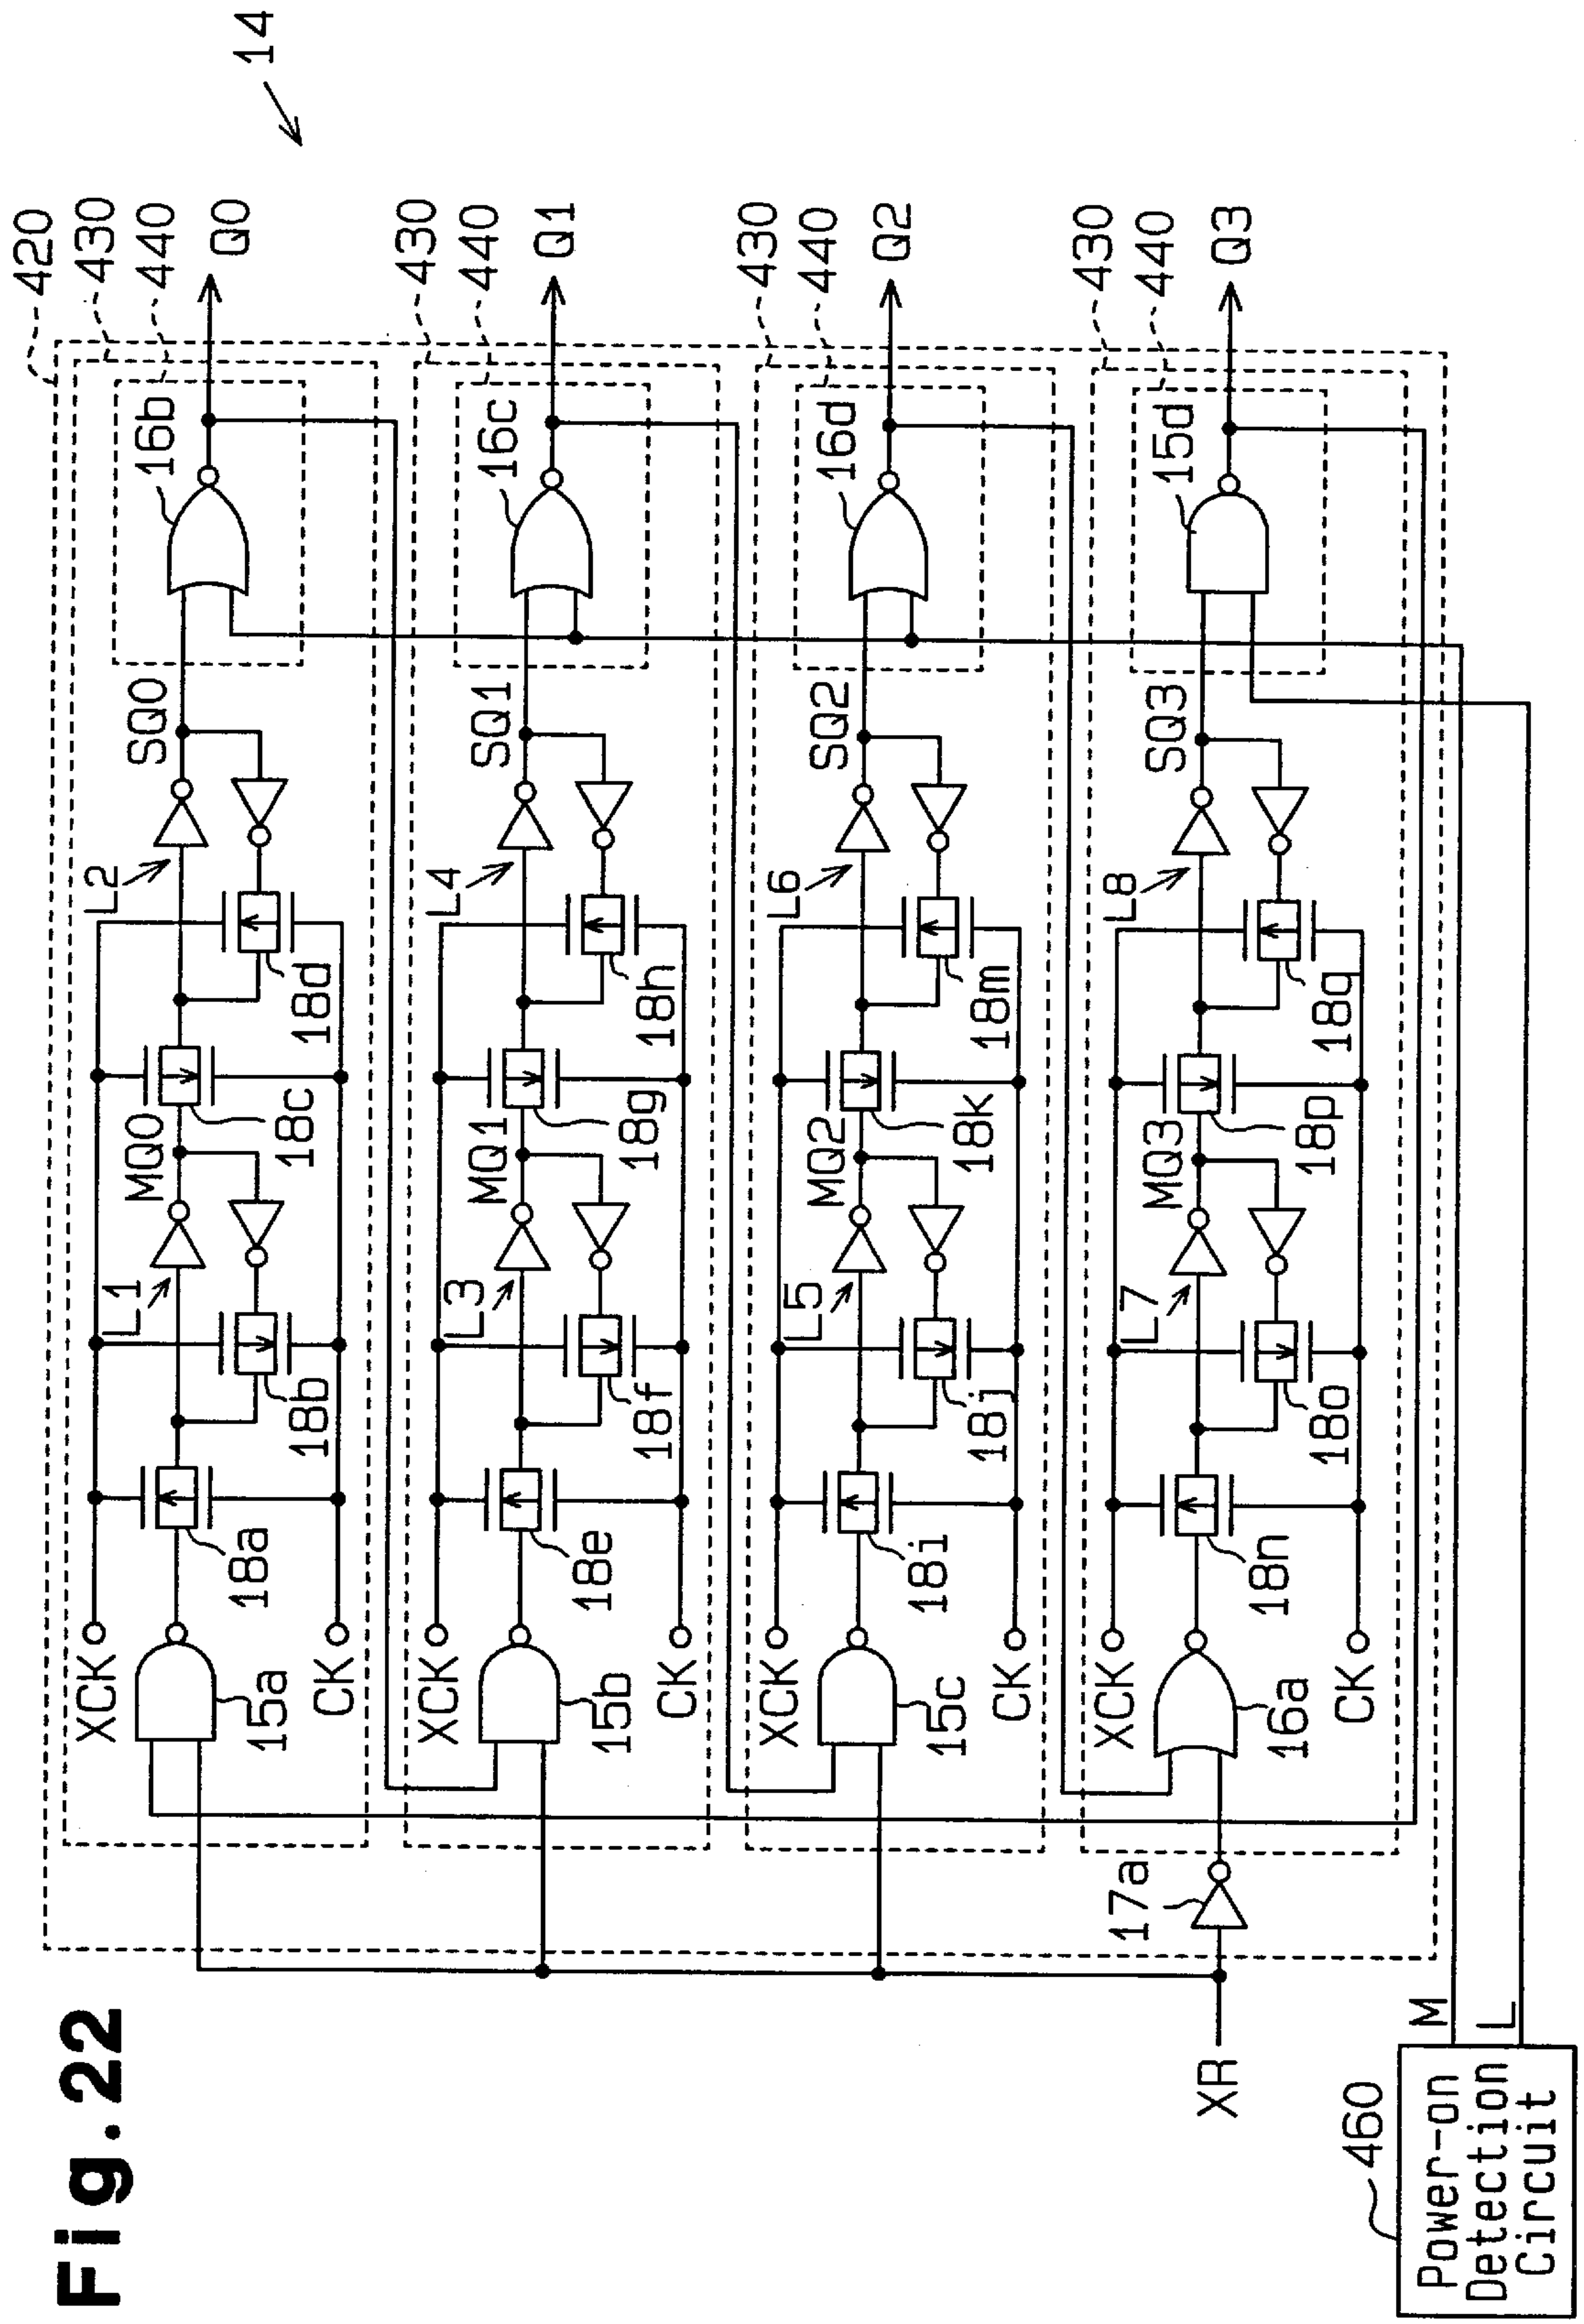 Fig.22
14
420
430
440
Q0
16b
SQ0
L2
18d
MQ0
18c
L1
18b
18a
XCK
15a
CK
430
440
Q1
16c
SQ1
L4
18h
MQ1
18g
L3
18f
18e
XCK
15b
CK
430
440
Q2
16d
SQ2
L6
18m
MQ2
18k
L5
18j
18i
XCK
15c
CK
430
440
Q3
15d
SQ3
L8
18q
MQ3
18p
L7
18o
18n
XCK
16a
CK
17a
XR
M
L
460
Power-on
Detection
Circuit